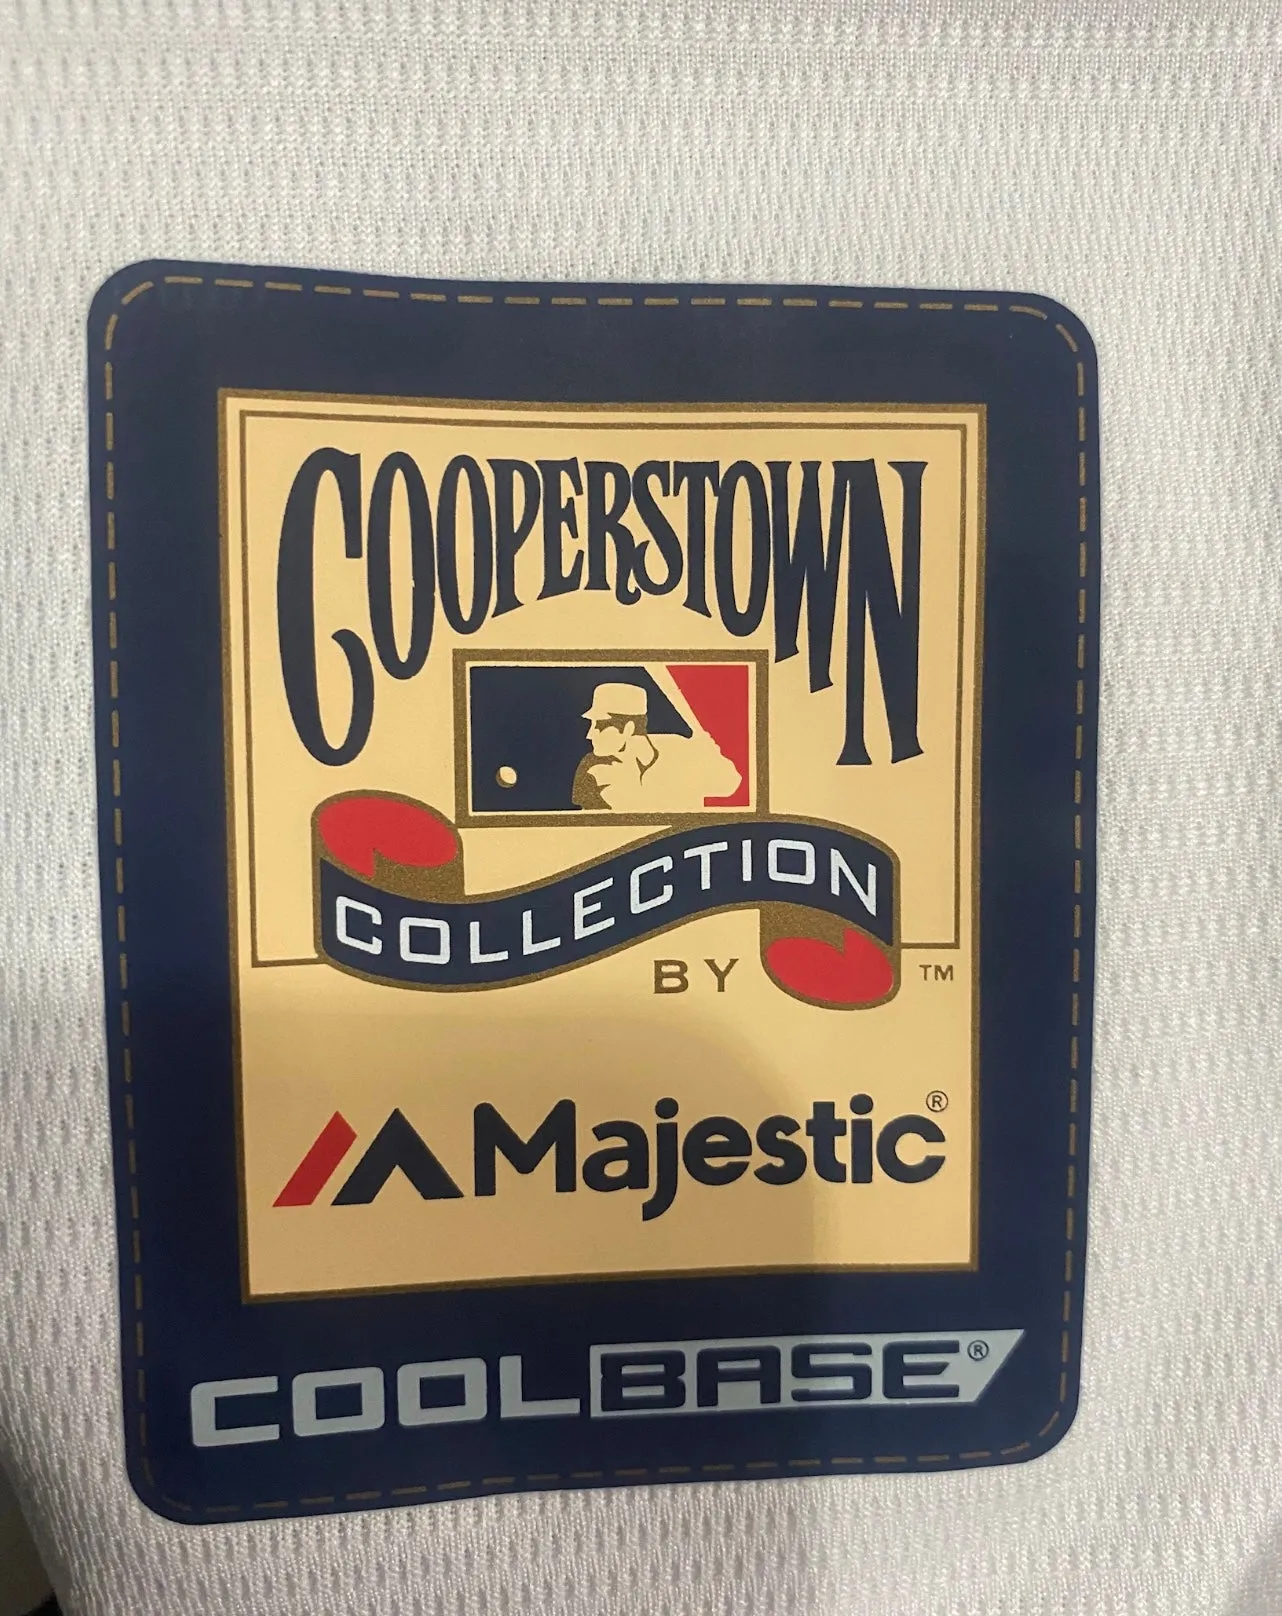 COOPERSTOWN
COLLECTION
BY ™
Majestic®
COOLBASE®